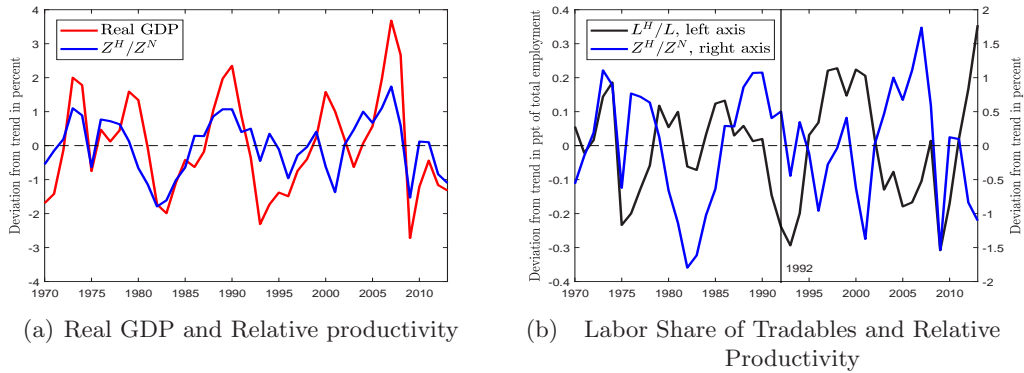 Real GDP
Z^H/Z^N
Deviation from trend in percent
4
3
2
1
0
-1
-2
-3
-4
1970 1975 1980 1985 1990 1995 2000 2005 2010
(a) Real GDP and Relative productivity
L^H/L, left axis
Z^H/Z^N, right axis
Deviation from trend in ppt of total employment
0.4
0.3
0.2
0.1
0
-0.1
-0.2
-0.3
-0.4
1992
1970 1975 1980 1985 1990 1995 2000 2005 2010
2
1.5
1
0.5
0
-0.5
-1
-1.5
-2
Deviation from trend in percent
(b) Labor Share of Tradables and Relative
Productivity